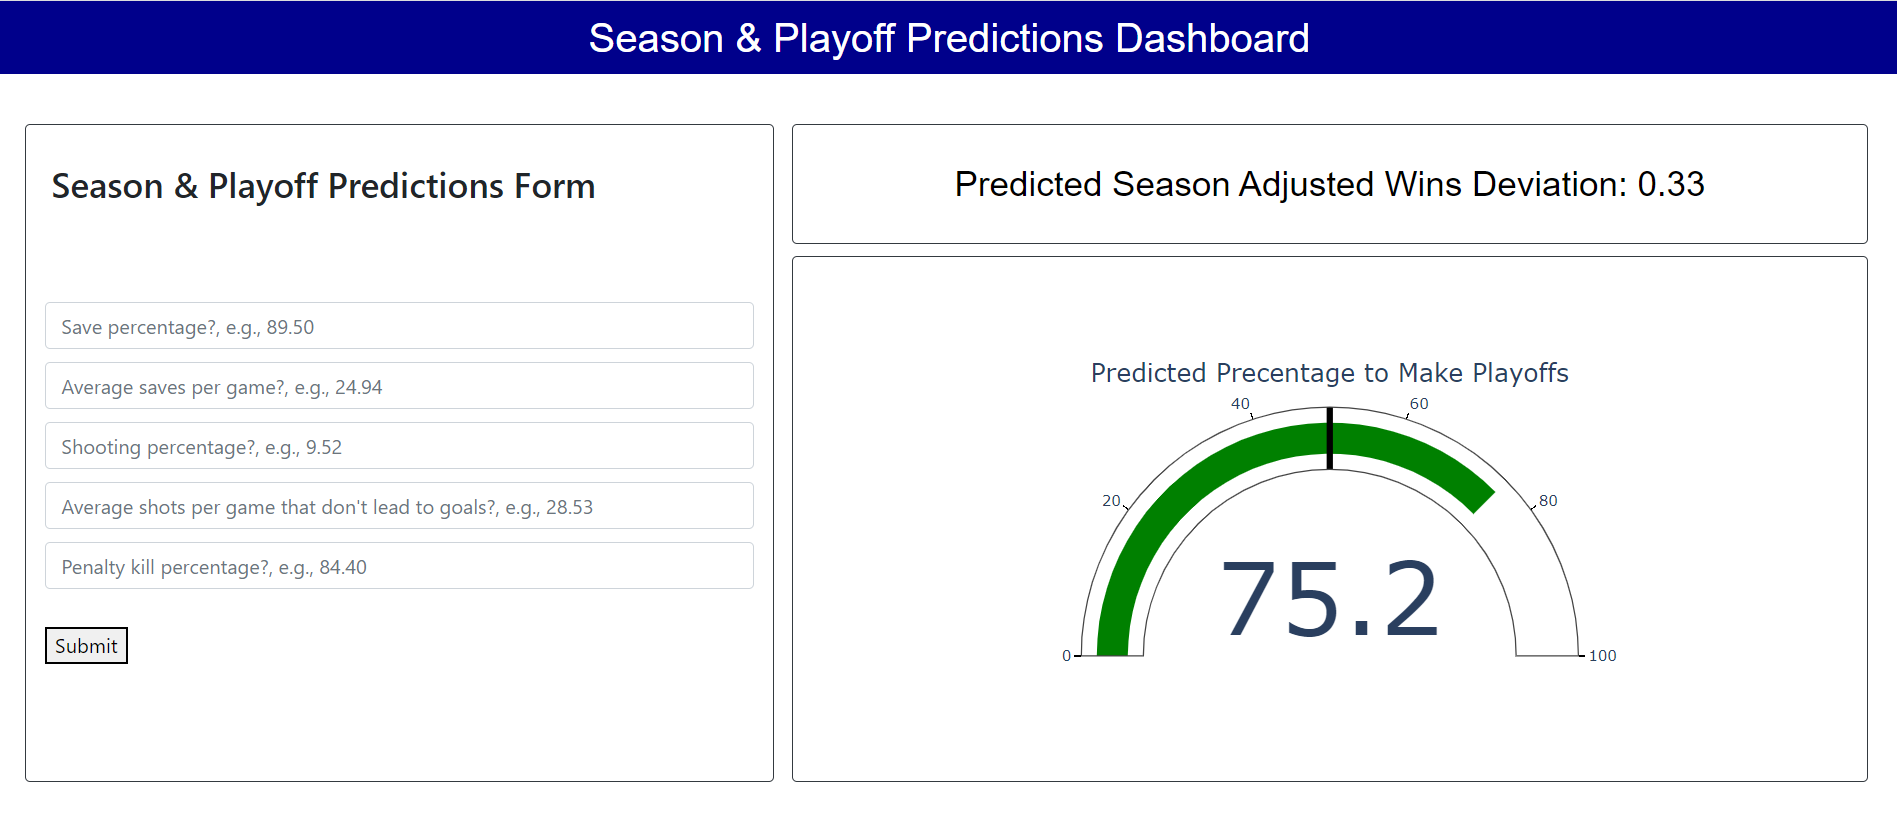 Season & Playoff Predictions Dashboard
Season & Playoff Predictions Form
Save percentage?, e.g., 89.50
Average saves per game?, e.g., 24.94
Shooting percentage?, e.g., 9.52
Average shots per game that don't lead to goals?, e.g., 28.53
Penalty kill percentage?, e.g., 84.40
Submit
Predicted Season Adjusted Wins Deviation: 0.33
Predicted Precentage to Make Playoffs
40
60
20
80
75.2
0
100